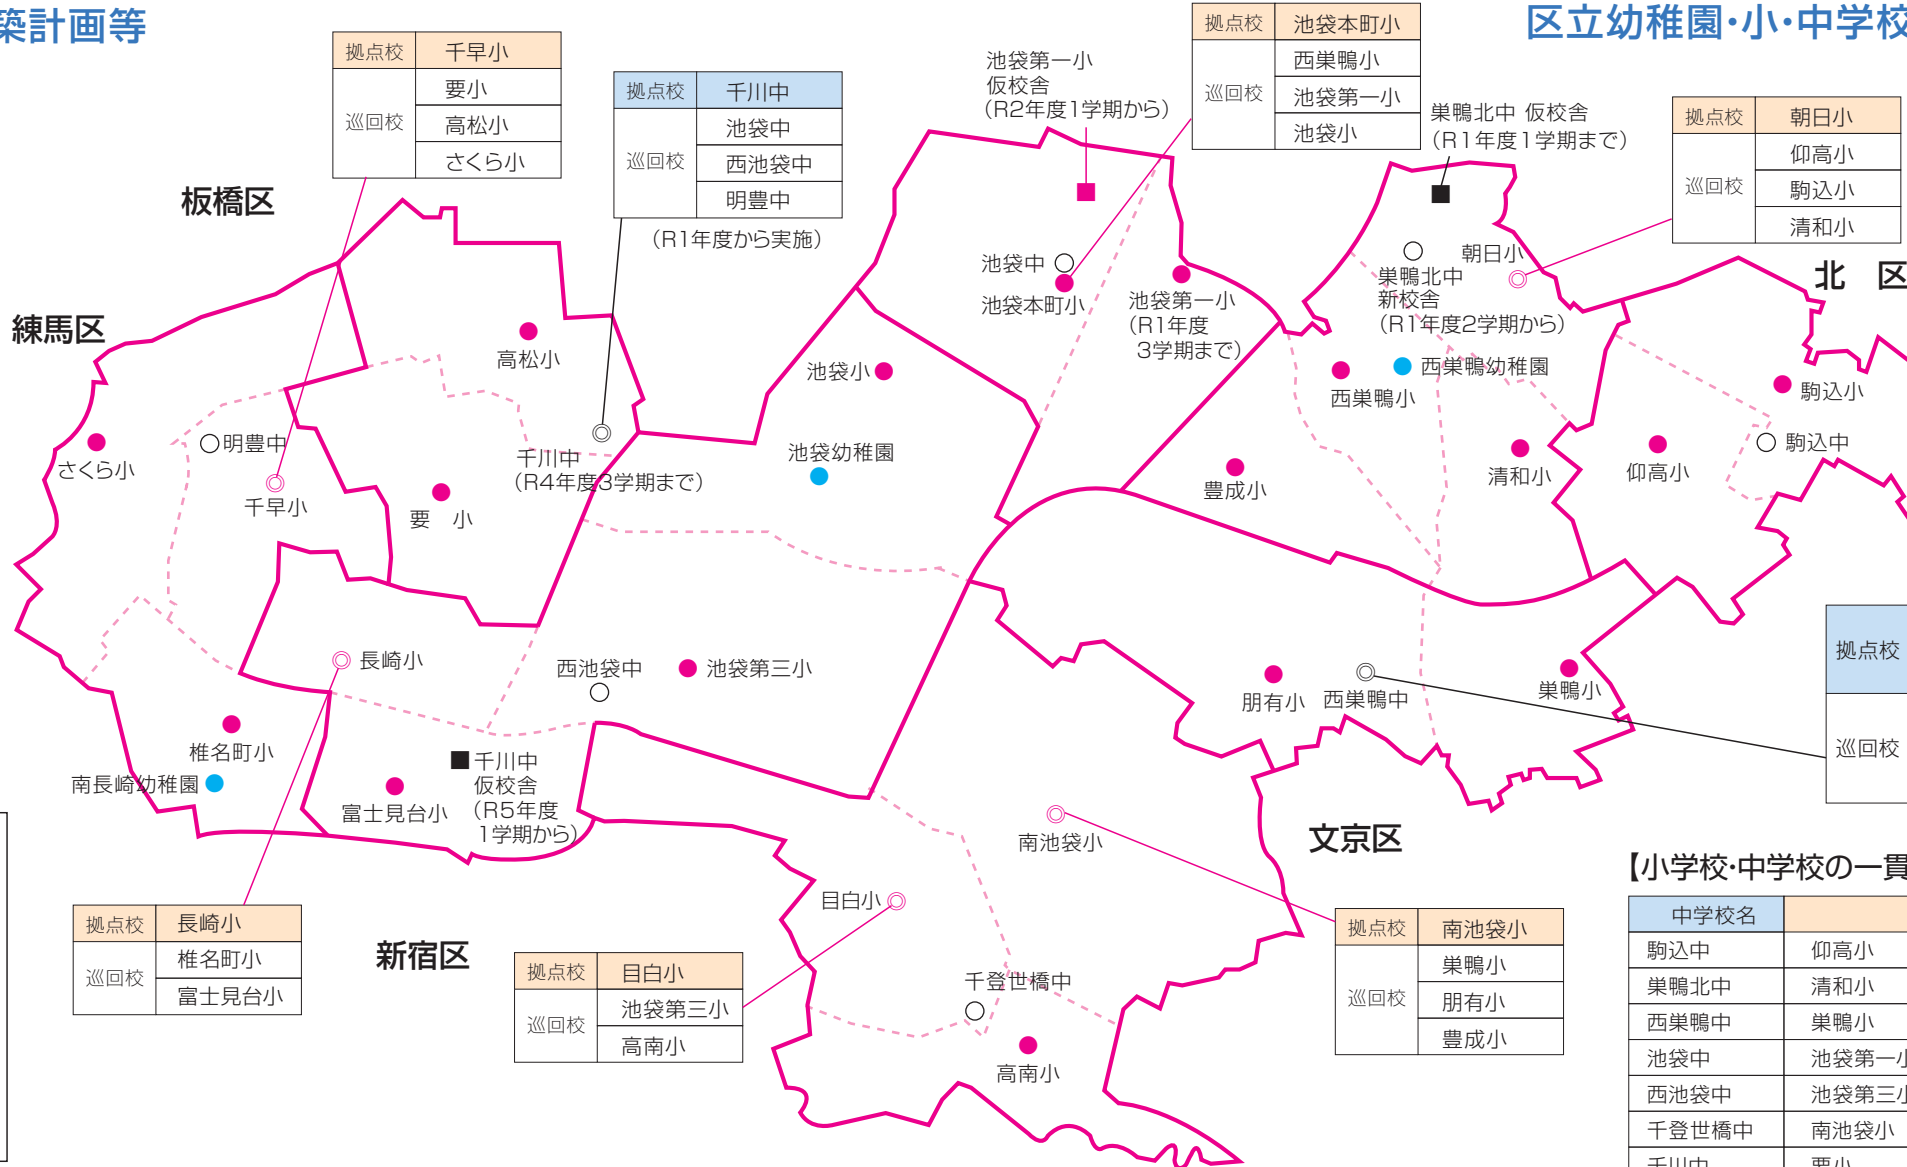 築計画等
区立幼稚園・小・中学校
拠点校 千早小
巡回校 要小
高松小
さくら小
拠点校 千川中
巡回校 池袋中
西池袋中
明豊中
(R1年度から実施)
池袋第一小
仮校舎
(R2年度1学期から)
拠点校 池袋本町小
巡回校 西巣鴨小
池袋第一小
池袋小
巣鴨北中 仮校舎
(R1年度1学期まで)
拠点校 朝日小
巡回校 仰高小
駒込小
清和小
板橋区
練馬区
北 区
高松小
池袋中
池袋本町小
池袋第一小
(R1年度
3学期まで)
朝日小
巣鴨北中
新校舎
(R1年度2学期から)
池袋小
西巣鴨幼稚園
西巣鴨小
駒込小
さくら小
明豊中
千早小
千川中
(R4年度3学期まで)
要 小
池袋幼稚園
豊成小
清和小
仰高小
駒込中
長崎小
西池袋中
池袋第三小
朋有小
西巣鴨中
巣鴨小
拠点校
巡回校
椎名町小
南長崎幼稚園
富士見台小
千川中
仮校舎
(R5年度
1学期から)
南池袋小
文京区
目白小
新宿区
千登世橋中
高南小
拠点校 長崎小
巡回校 椎名町小
富士見台小
拠点校 目白小
巡回校 池袋第三小
高南小
拠点校 南池袋小
巡回校 巣鴨小
朋有小
豊成小
【小学校・中学校の一貫
中学校名
駒込中 仰高小
巣鴨北中 清和小
西巣鴨中 巣鴨小
池袋中 池袋第一小
西池袋中 池袋第三小
千登世橋中 南池袋小
千川中 要小